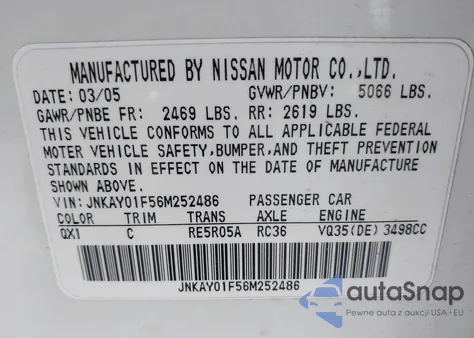 MANUFACTURED BY NISSAN MOTOR CO.,LTD.
DATE: 03/05 GVWR/PNBV: 5066 LBS.
GAWR/PNBE FR: 2469 LBS. RR: 2619 LBS.
THIS VEHICLE CONFORMS TO ALL APPLICABLE FEDERAL
MOTOR VEHICLE SAFETY,BUMPER,AND THEFT PREVENTION
STANDARDS IN EFFECT ON THE DATE OF MANUFACTURE
SHOWN ABOVE.
VIN: JNKAY01F56M252486 PASSENGER CAR
COLOR TRIM TRANS AXLE ENGINE
QX1 C RE5R05A RC36 VQ35(DE) 3498CC
JNKAY01F56M252486
autoSnap
Pewne auta z aukcji USA i EU